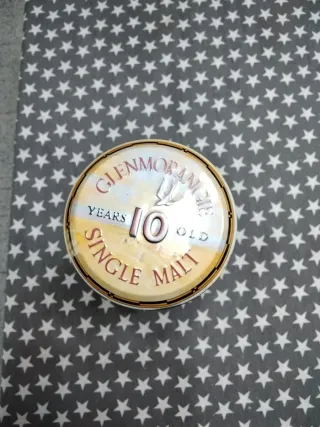 GLENMORANGIE
YEARS 10 OLD
SINGLE MALT